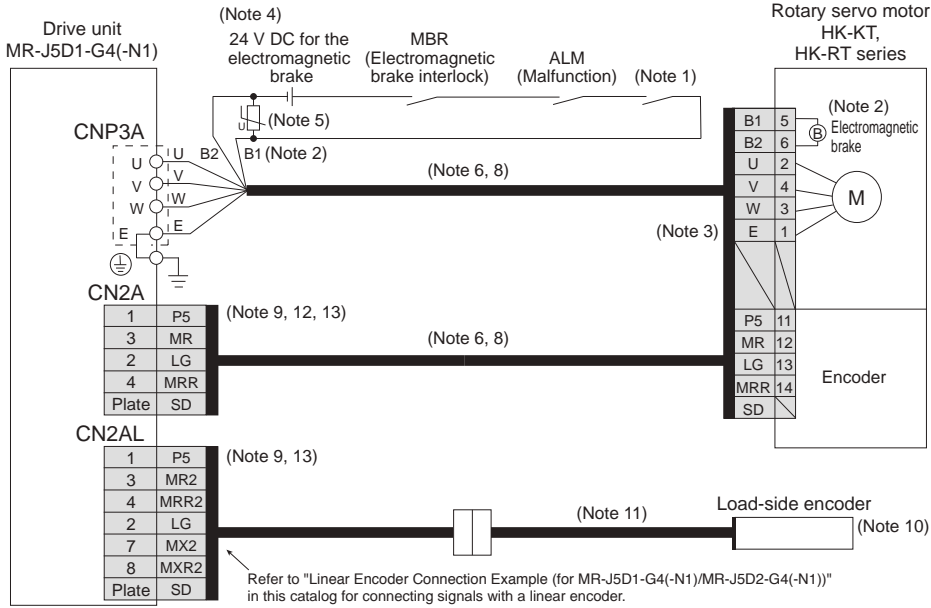 Drive unit
MR-J5D1-G4(-N1)
(Note 4)
24 V DC for the
electromagnetic
brake
MBR
(Electromagnetic
brake interlock)
ALM
(Malfunction)
(Note 1)
Rotary servo motor
HK-KT,
HK-RT series
U
(Note 5)
CNP3A
U
V
W
E
U
V
W
E
B2
B1
(Note 2)
(Note 6, 8)
(Note 3)
B1 5
B2 6
U 2
V 4
W 3
E 1
(Note 2)
B
Electromagnetic
brake
M
CN2A
1 P5
3 MR
2 LG
4 MRR
Plate SD
(Note 9, 12, 13)
(Note 6, 8)
P5 11
MR 12
LG 13
MRR 14
SD
Encoder
CN2AL
1 P5
3 MR2
4 MRR2
2 LG
7 MX2
8 MXR2
Plate SD
(Note 9, 13)
(Note 11)
Load-side encoder
(Note 10)
Refer to "Linear Encoder Connection Example (for MR-J5D1-G4(-N1)/MR-J5D2-G4(-N1))"
in this catalog for connecting signals with a linear encoder.